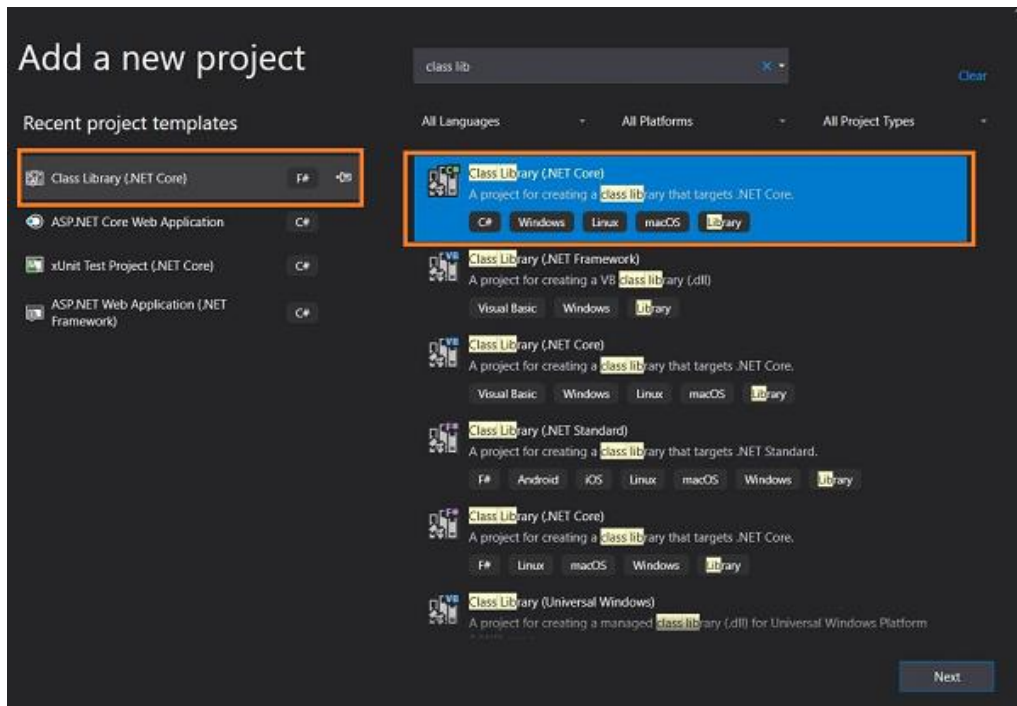 Add a new project
class lib
Clear
Recent project templates
All Languages
All Platforms
All Project Types
Class Library (.NET Core)
F#
ASP.NET Core Web Application
C#
xUnit Test Project (.NET Core)
C#
ASP.NET Web Application (.NET
Framework)
C#
Class Library (.NET Core)
A project for creating a class library that targets .NET Core.
C# Windows Linux macOS Library
Class Library (.NET Framework)
A project for creating a VB class library (.dll)
Visual Basic Windows Library
Class Library (.NET Core)
A project for creating a class library that targets .NET Core.
Visual Basic Windows Linux macOS Library
Class Library (.NET Standard)
A project for creating a class library that targets .NET Standard.
F# Android iOS Linux macOS Windows Library
Class Library (.NET Core)
A project for creating a class library that targets .NET Core.
F# Linux macOS Windows Library
Class Library (Universal Windows)
A project for creating a managed class library (.dll) for Universal Windows Platform
Next